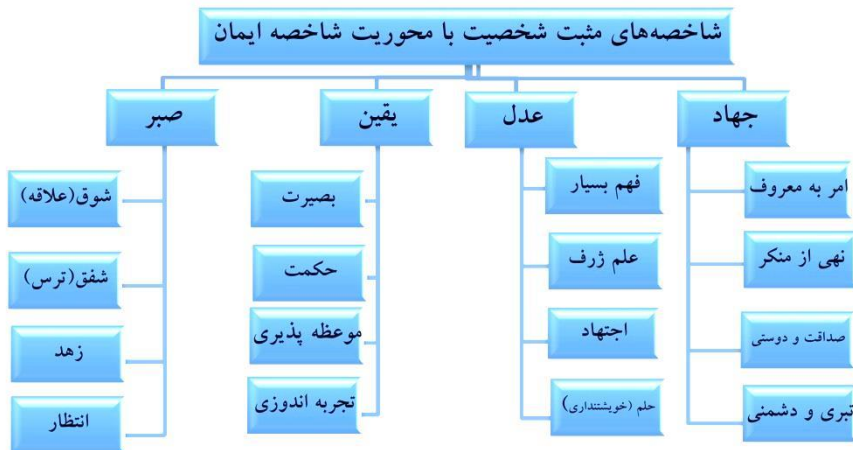 شاخصه‌های مثبت شخصیت با محوریت شاخصه ایمان
جهاد
امر به معروف
نهی از منکر
صداقت و دوستی
تبری و دشمنی
عدل
فهم بسیار
علم ژرف
اجتهاد
حلم (خویشتنداری)
یقین
بصیرت
حکمت
موعظه پذیری
تجربه اندوزی
صبر
شوق(علاقه)
شفق(ترس)
زهد
انتظار